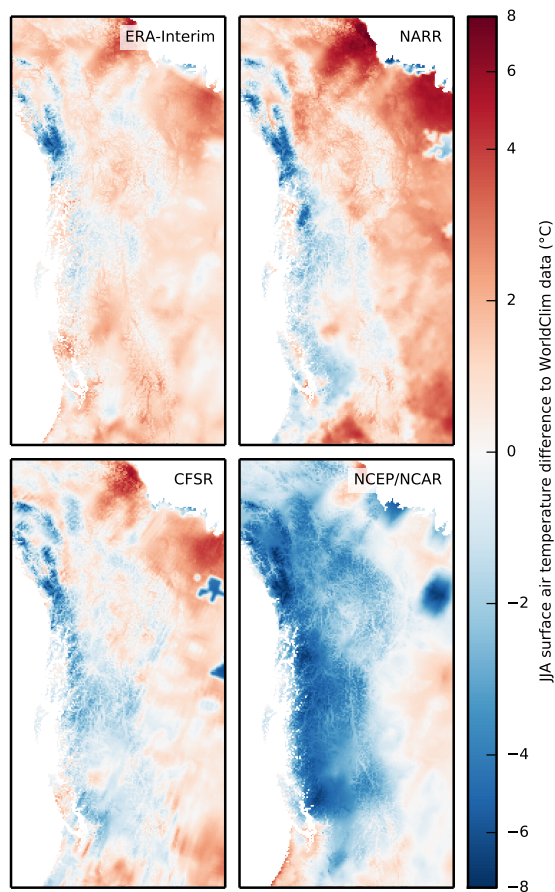 ERA-Interim
NARR
CFSR
NCEP/NCAR
8
6
4
2
0
−2
−4
−6
−8
JJA surface air temperature difference to WorldClim data (°C)